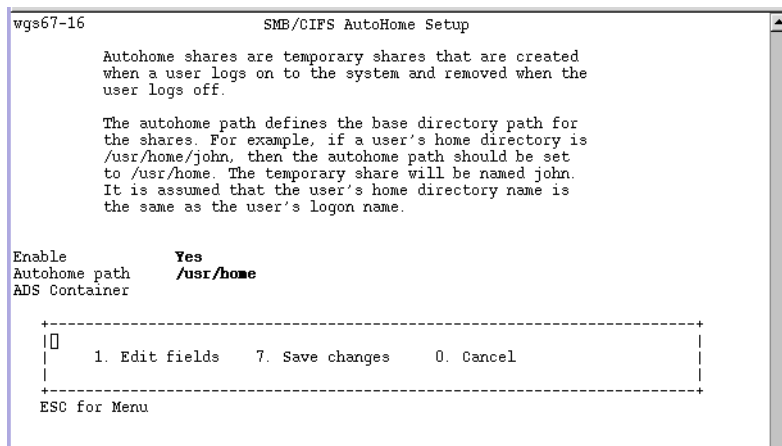 wgs67-16 SMB/CIFS AutoHome Setup
Autohome shares are temporary shares that are created
when a user logs on to the system and removed when the
user logs off.
The autohome path defines the base directory path for
the shares. For example, if a user's home directory is
/usr/home/john, then the autohome path should be set
to /usr/home. The temporary share will be named john.
It is assumed that the user's home directory name is
the same as the user's logon name.
Enable Yes
Autohome path /usr/home
ADS Container
1. Edit fields 7. Save changes 0. Cancel
ESC for Menu